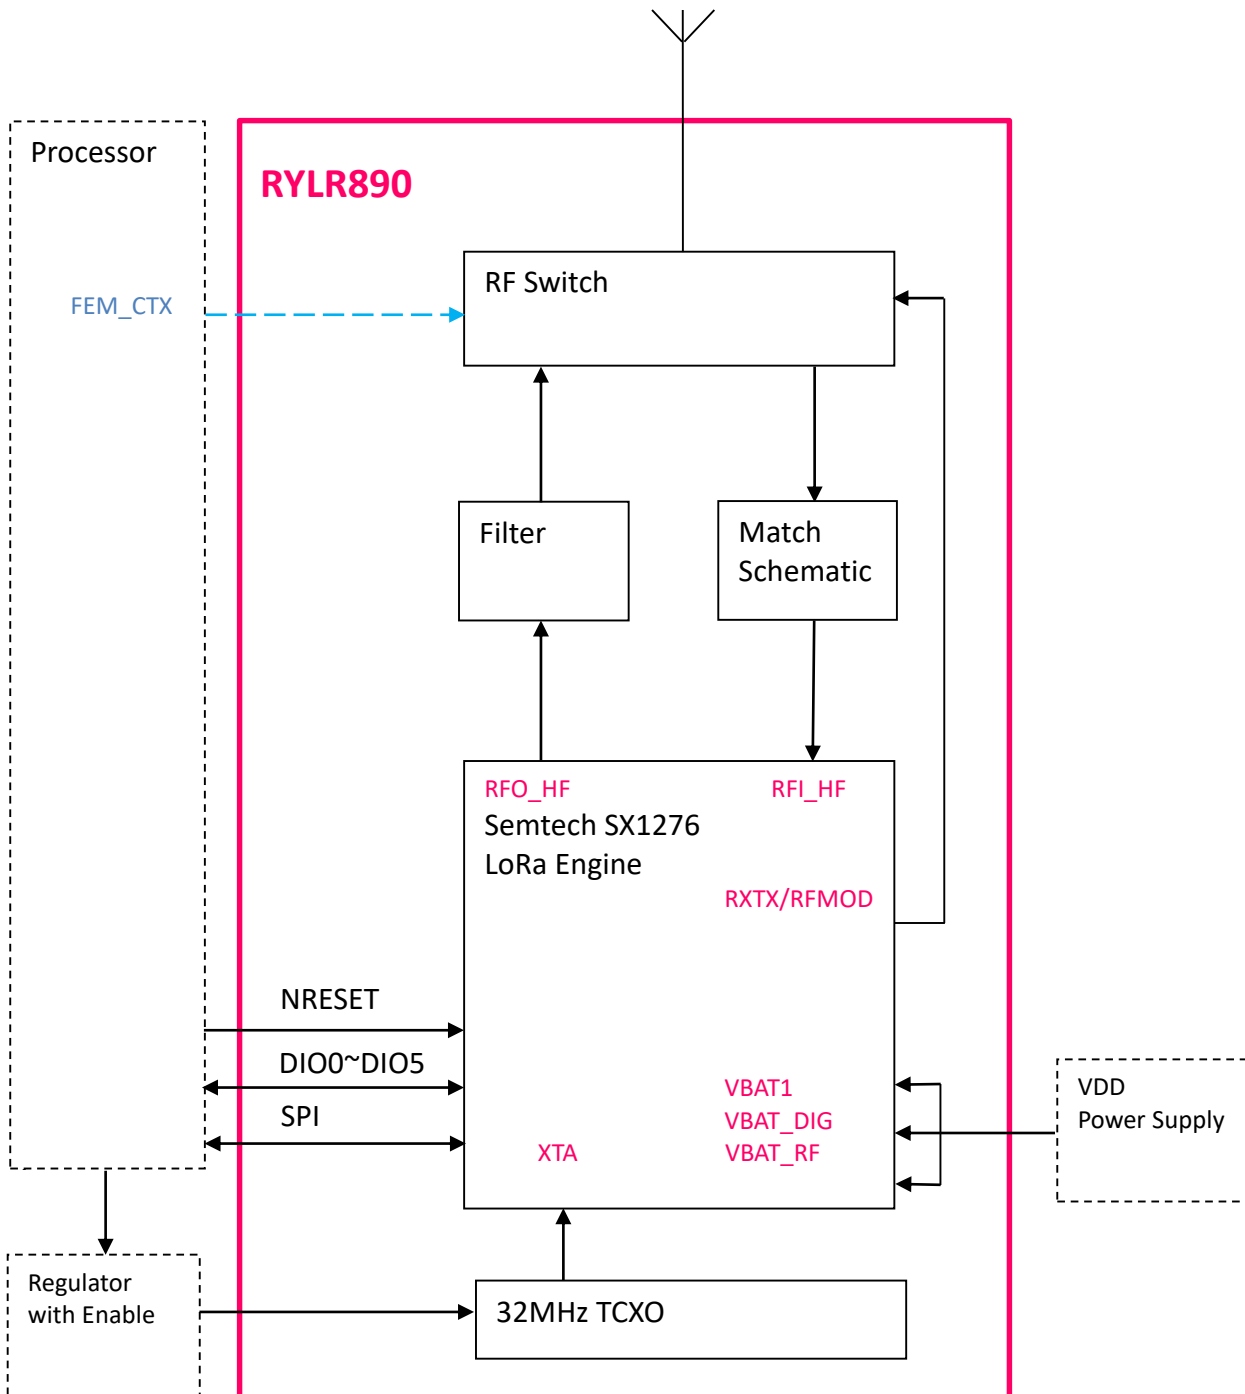 Processor
RYLR890
RF Switch
FEM_CTX
Filter
Match
Schematic
RFO_HF
RFI_HF
Semtech SX1276
LoRa Engine
RXTX/RFMOD
NRESET
DIO0~DIO5
SPI
XTA
VBAT1
VBAT_DIG
VBAT_RF
VDD
Power Supply
Regulator
with Enable
32MHz TCXO